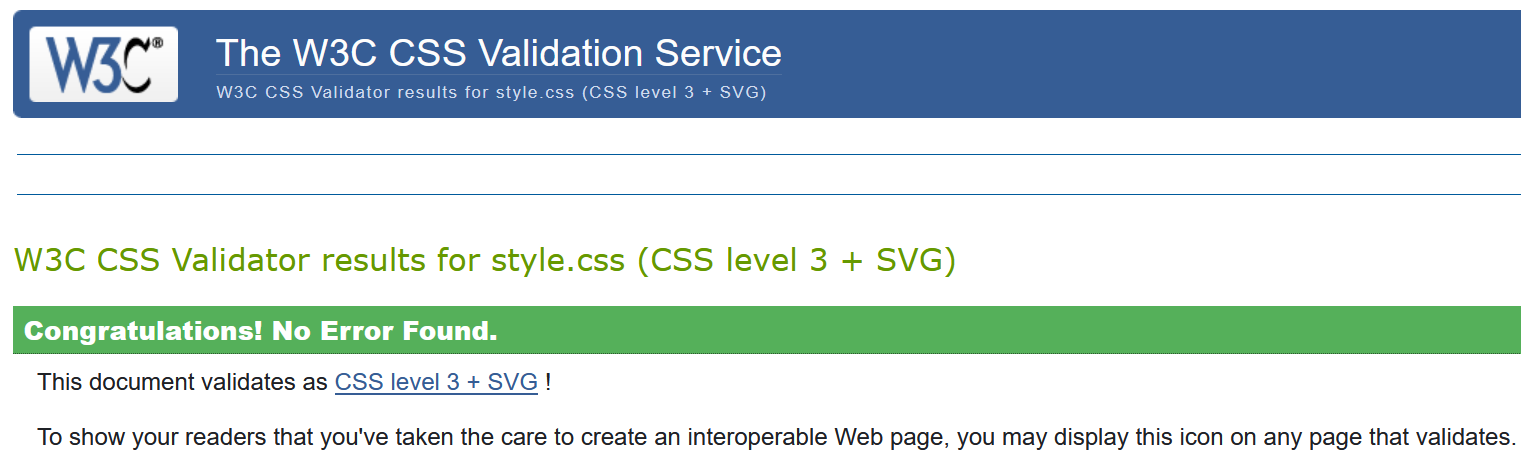 W3C®
The W3C CSS Validation Service
W3C CSS Validator results for style.css (CSS level 3 + SVG)
W3C CSS Validator results for style.css (CSS level 3 + SVG)
Congratulations! No Error Found.
This document validates as CSS level 3 + SVG !
To show your readers that you've taken the care to create an interoperable Web page, you may display this icon on any page that validates.